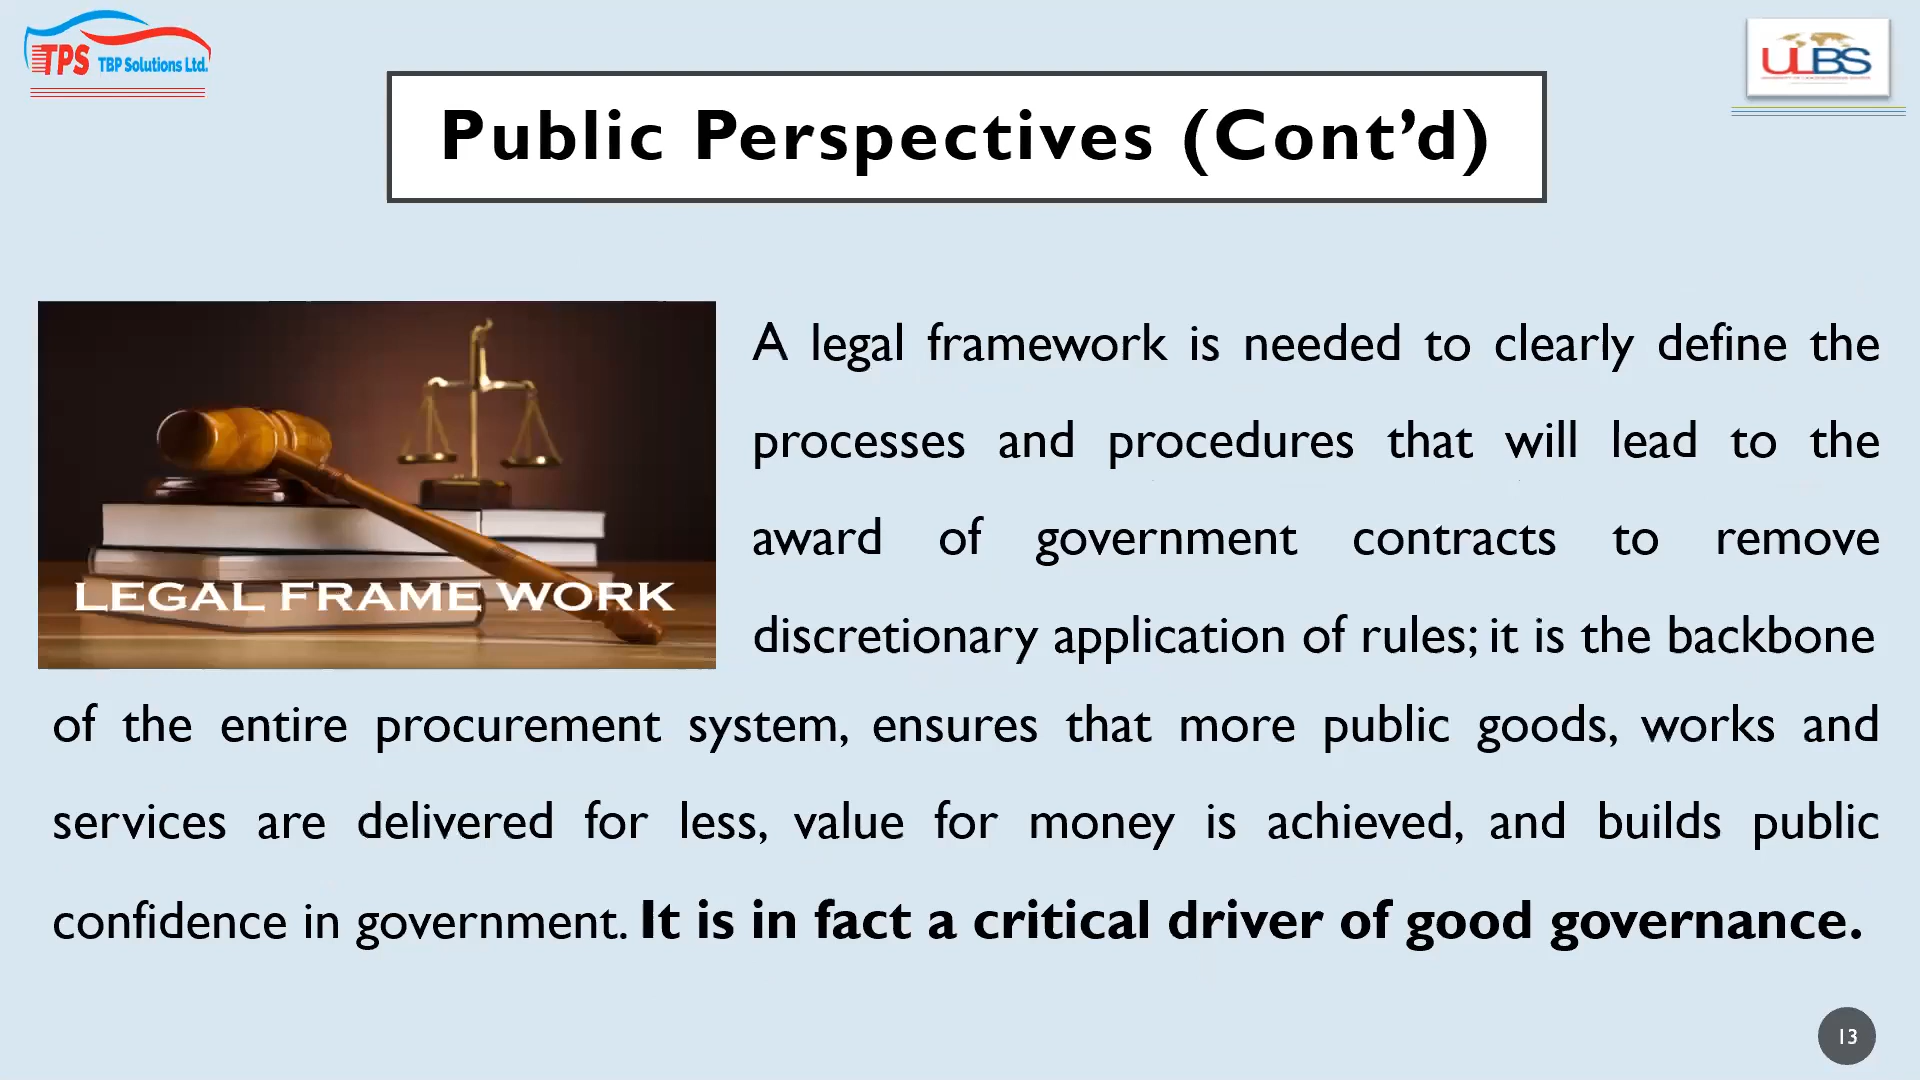 TPS TBP Solutions Ltd.
ULBS
Public Perspectives (Cont’d)
LEGAL FRAME WORK
A legal framework is needed to clearly define the
processes and procedures that will lead to the
award of government contracts to remove
discretionary application of rules; it is the backbone
of the entire procurement system, ensures that more public goods, works and
services are delivered for less, value for money is achieved, and builds public
confidence in government. It is in fact a critical driver of good governance.
13